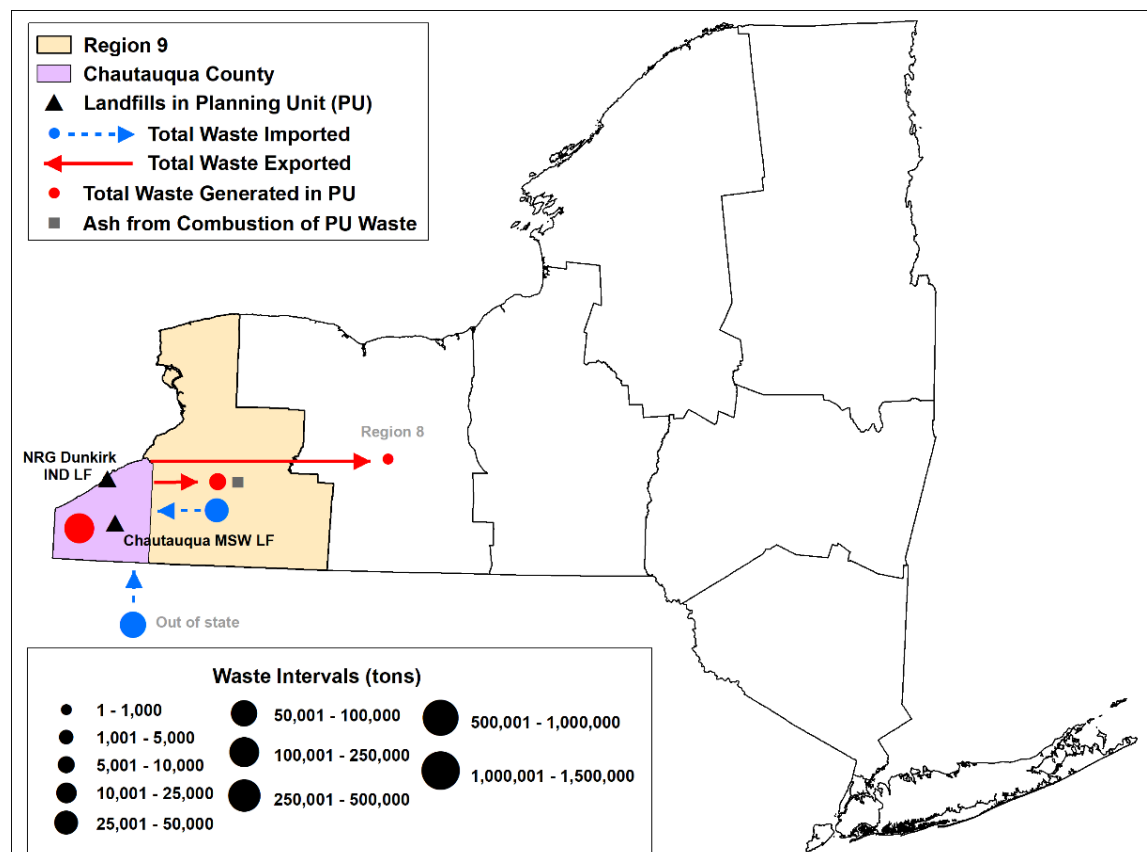 Region 9
Chautauqua County
Landfills in Planning Unit (PU)
Total Waste Imported
Total Waste Exported
Total Waste Generated in PU
Ash from Combustion of PU Waste
Region 8
NRG Dunkirk
IND LF
Chautauqua MSW LF
Out of state
Waste Intervals (tons)
1 - 1,000
1,001 - 5,000
5,001 - 10,000
10,001 - 25,000
25,001 - 50,000
50,001 - 100,000
100,001 - 250,000
250,001 - 500,000
500,001 - 1,000,000
1,000,001 - 1,500,000